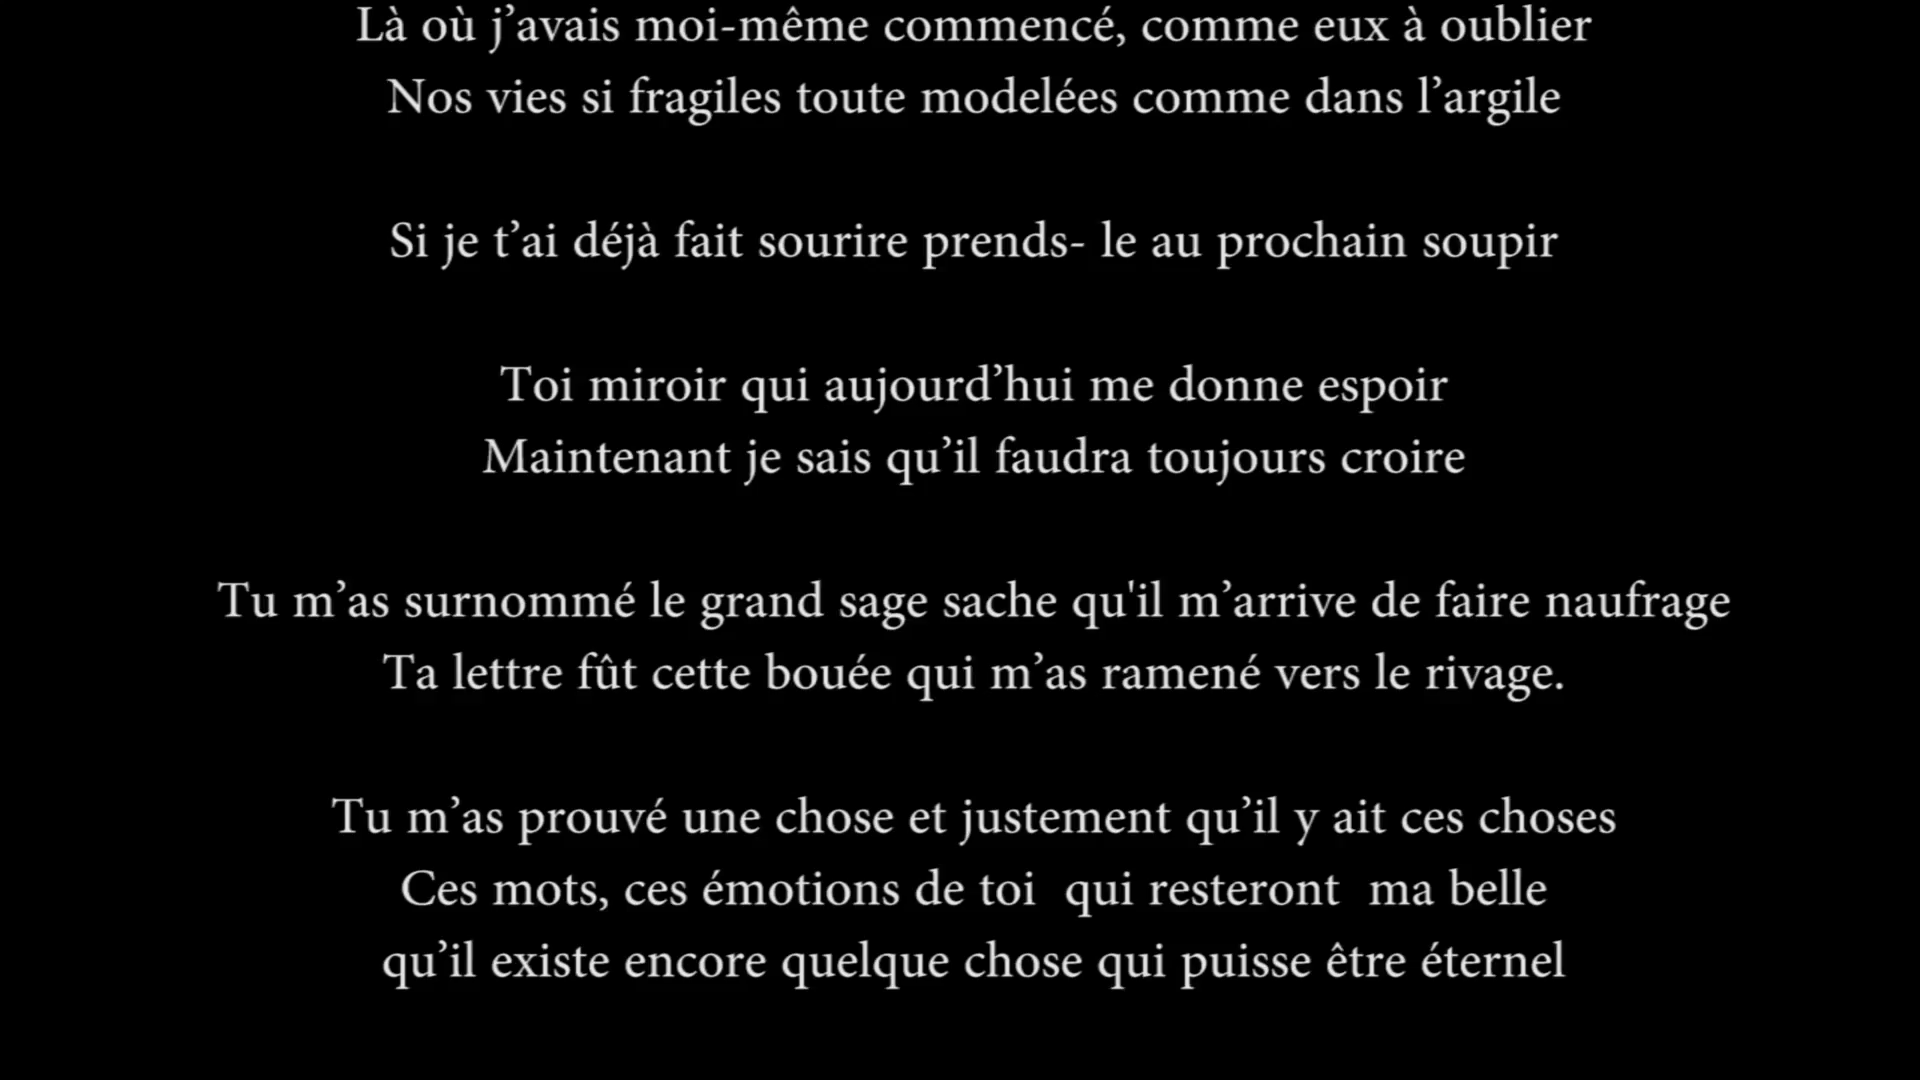 Là où j’avais moi-même commencé, comme eux à oublier
Nos vies si fragiles toute modelées comme dans l’argile
Si je t’ai déjà fait sourire prends- le au prochain soupir
Toi miroir qui aujourd’hui me donne espoir
Maintenant je sais qu’il faudra toujours croire
Tu m’as surnommé le grand sage sache qu'il m’arrive de faire naufrage
Ta lettre fût cette bouée qui m’as ramené vers le rivage.
Tu m’as prouvé une chose et justement qu’il y ait ces choses
Ces mots, ces émotions de toi  qui resteront  ma belle
qu’il existe encore quelque chose qui puisse être éternel